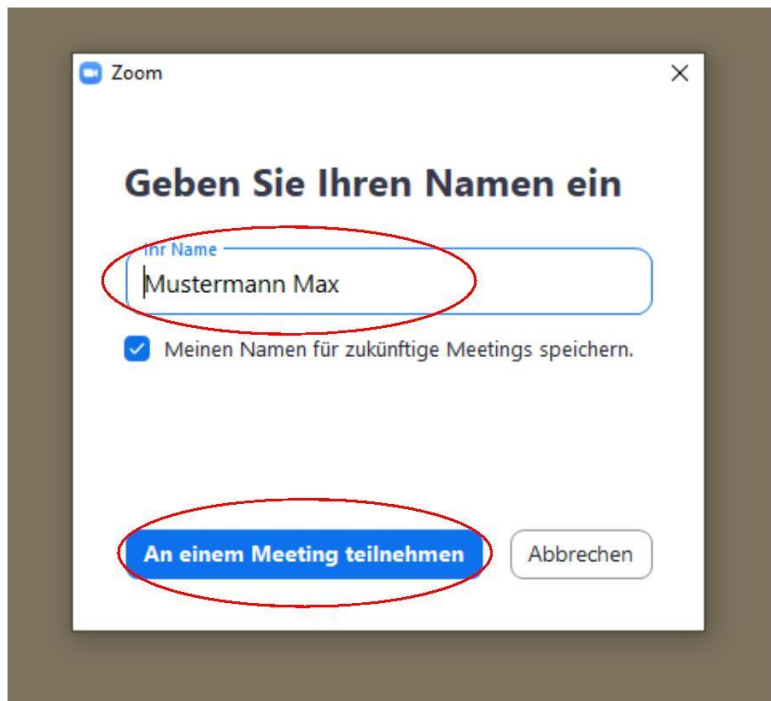 Zoom
Geben Sie Ihren Namen ein
Ihr Name
Mustermann Max
Meinen Namen für zukünftige Meetings speichern.
An einem Meeting teilnehmen
Abbrechen